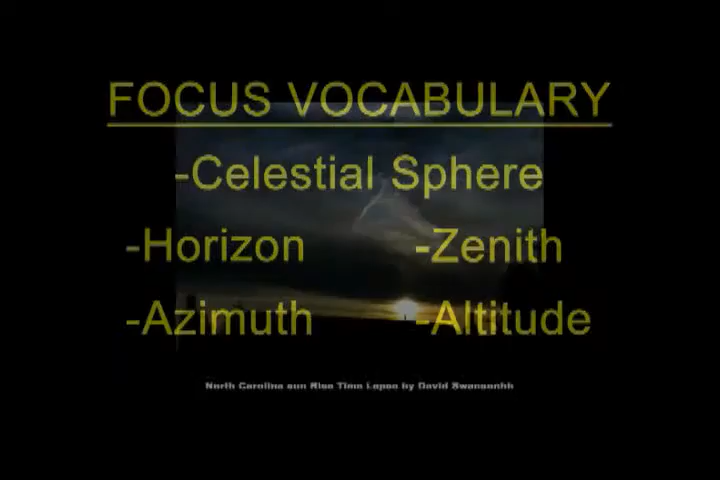 FOCUS VOCABULARY
-Celestial Sphere
-Horizon -Zenith
-Azimuth -Altitude
North Carolina sun Rise Time Lapse by David